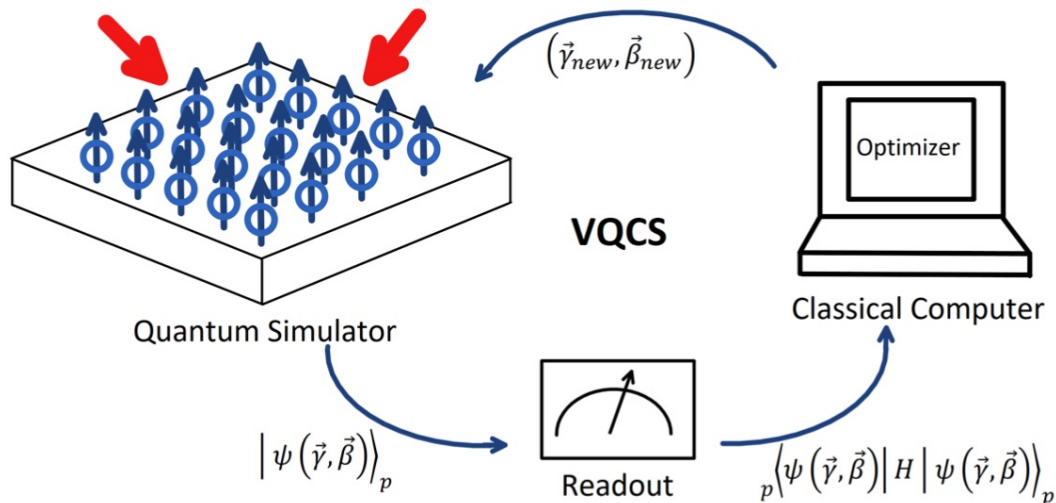 (γ⃗_new, β⃗_new)
Optimizer
VQCS
Quantum Simulator
Classical Computer
|ψ(γ⃗, β⃗)⟩_p
Readout
_p⟨ψ(γ⃗, β⃗)|H|ψ(γ⃗, β⃗)⟩_p